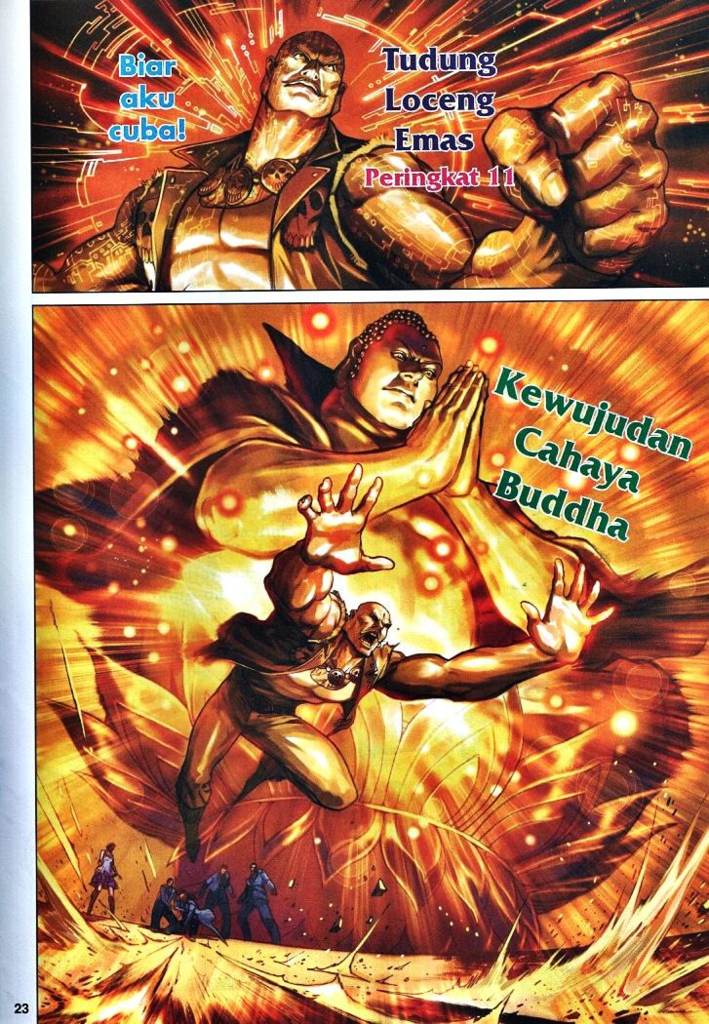 Biar
aku
cuba!
Tudung
Loceng
Emas
Peringkat 11
Kewujudan
Cahaya
Buddha
23